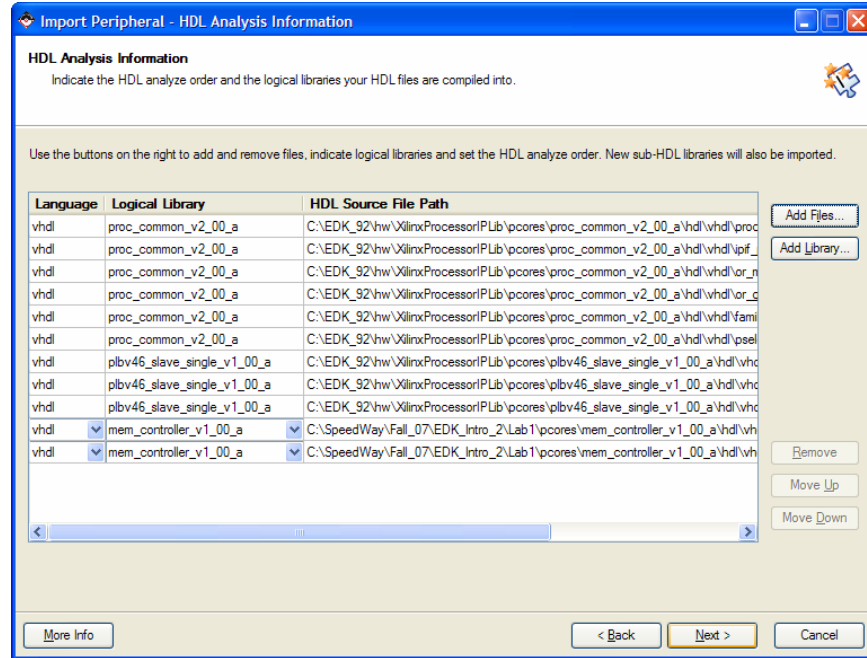 Import Peripheral - HDL Analysis Information
HDL Analysis Information
Indicate the HDL analyze order and the logical libraries your HDL files are compiled into.
Use the buttons on the right to add and remove files, indicate logical libraries and set the HDL analyze order. New sub-HDL libraries will also be imported.
Language Logical Library HDL Source File Path
vhdl proc_common_v2_00_a C:\EDK_92\hw\XilinxProcessorIPLib\pcores\proc_common_v2_00_a\hdl\vhdl\proc
vhdl proc_common_v2_00_a C:\EDK_92\hw\XilinxProcessorIPLib\pcores\proc_common_v2_00_a\hdl\vhdl\ipif_
vhdl proc_common_v2_00_a C:\EDK_92\hw\XilinxProcessorIPLib\pcores\proc_common_v2_00_a\hdl\vhdl\or_
vhdl proc_common_v2_00_a C:\EDK_92\hw\XilinxProcessorIPLib\pcores\proc_common_v2_00_a\hdl\vhdl\or_
vhdl proc_common_v2_00_a C:\EDK_92\hw\XilinxProcessorIPLib\pcores\proc_common_v2_00_a\hdl\vhdl\fami
vhdl proc_common_v2_00_a C:\EDK_92\hw\XilinxProcessorIPLib\pcores\proc_common_v2_00_a\hdl\vhdl\psel
vhdl plbv46_slave_single_v1_00_a C:\EDK_92\hw\XilinxProcessorIPLib\pcores\plbv46_slave_single_v1_00_a\hdl\vhd
vhdl plbv46_slave_single_v1_00_a C:\EDK_92\hw\XilinxProcessorIPLib\pcores\plbv46_slave_single_v1_00_a\hdl\vhd
vhdl plbv46_slave_single_v1_00_a C:\EDK_92\hw\XilinxProcessorIPLib\pcores\plbv46_slave_single_v1_00_a\hdl\vhd
vhdl mem_controller_v1_00_a C:\SpeedWay\Fall_07\EDK_Intro_2\Lab1\pcores\mem_controller_v1_00_a\hdl\vh
vhdl mem_controller_v1_00_a C:\SpeedWay\Fall_07\EDK_Intro_2\Lab1\pcores\mem_controller_v1_00_a\hdl\vh
Add Files...
Add Library...
Remove
Move Up
Move Down
More Info
< Back
Next >
Cancel